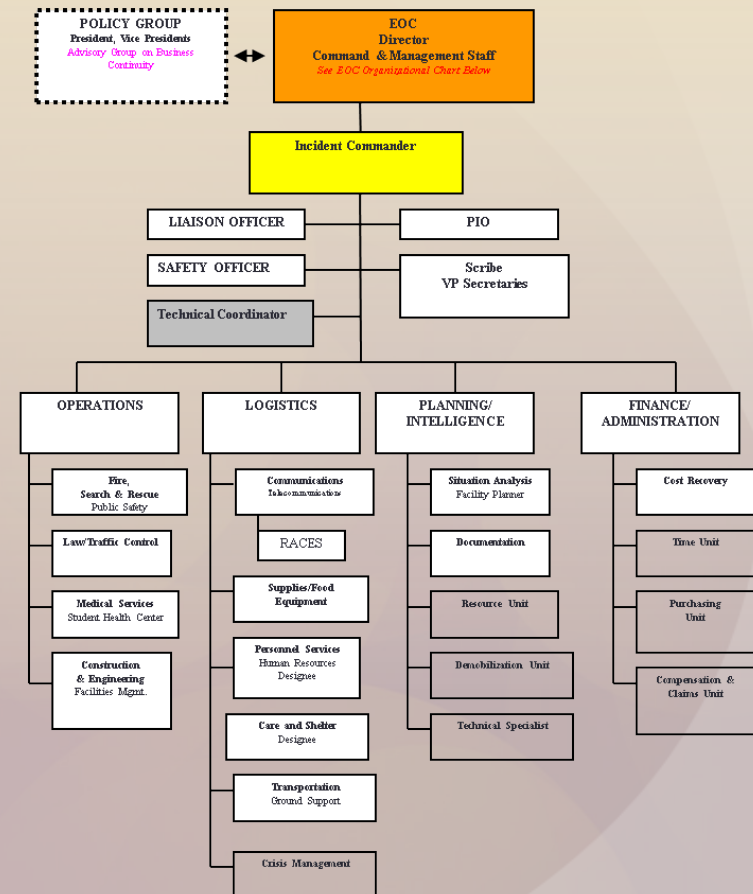 POLICY GROUP
President, Vice Presidents
Advisory Group on Business
Continuity
EOC
Director
Command & Management Staff
See EOC Organizational Chart Below
Incident Commander
LIAISON OFFICER
PIO
SAFETY OFFICER
Scribe
VP Secretaries
Technical Coordinator
OPERATIONS
LOGISTICS
PLANNING/
INTELLIGENCE
FINANCE/
ADMINISTRATION
Fire,
Search & Rescue
Public Safety
Law/Traffic Control
Medical Services
Student Health Center
Construction
& Engineering
Facilities Mgmt.
Communications
Telecommunications
RACES
Supplies/Food
Equipment
Personnel Services
Human Resources
Designee
Care and Shelter
Designee
Transportation
Ground Support
Crisis Management
Situation Analysis
Facility Planner
Documentation
Resource Unit
Demobilization Unit
Technical Specialist
Cost Recovery
Time Unit
Purchasing
Unit
Compensation &
Claims Unit